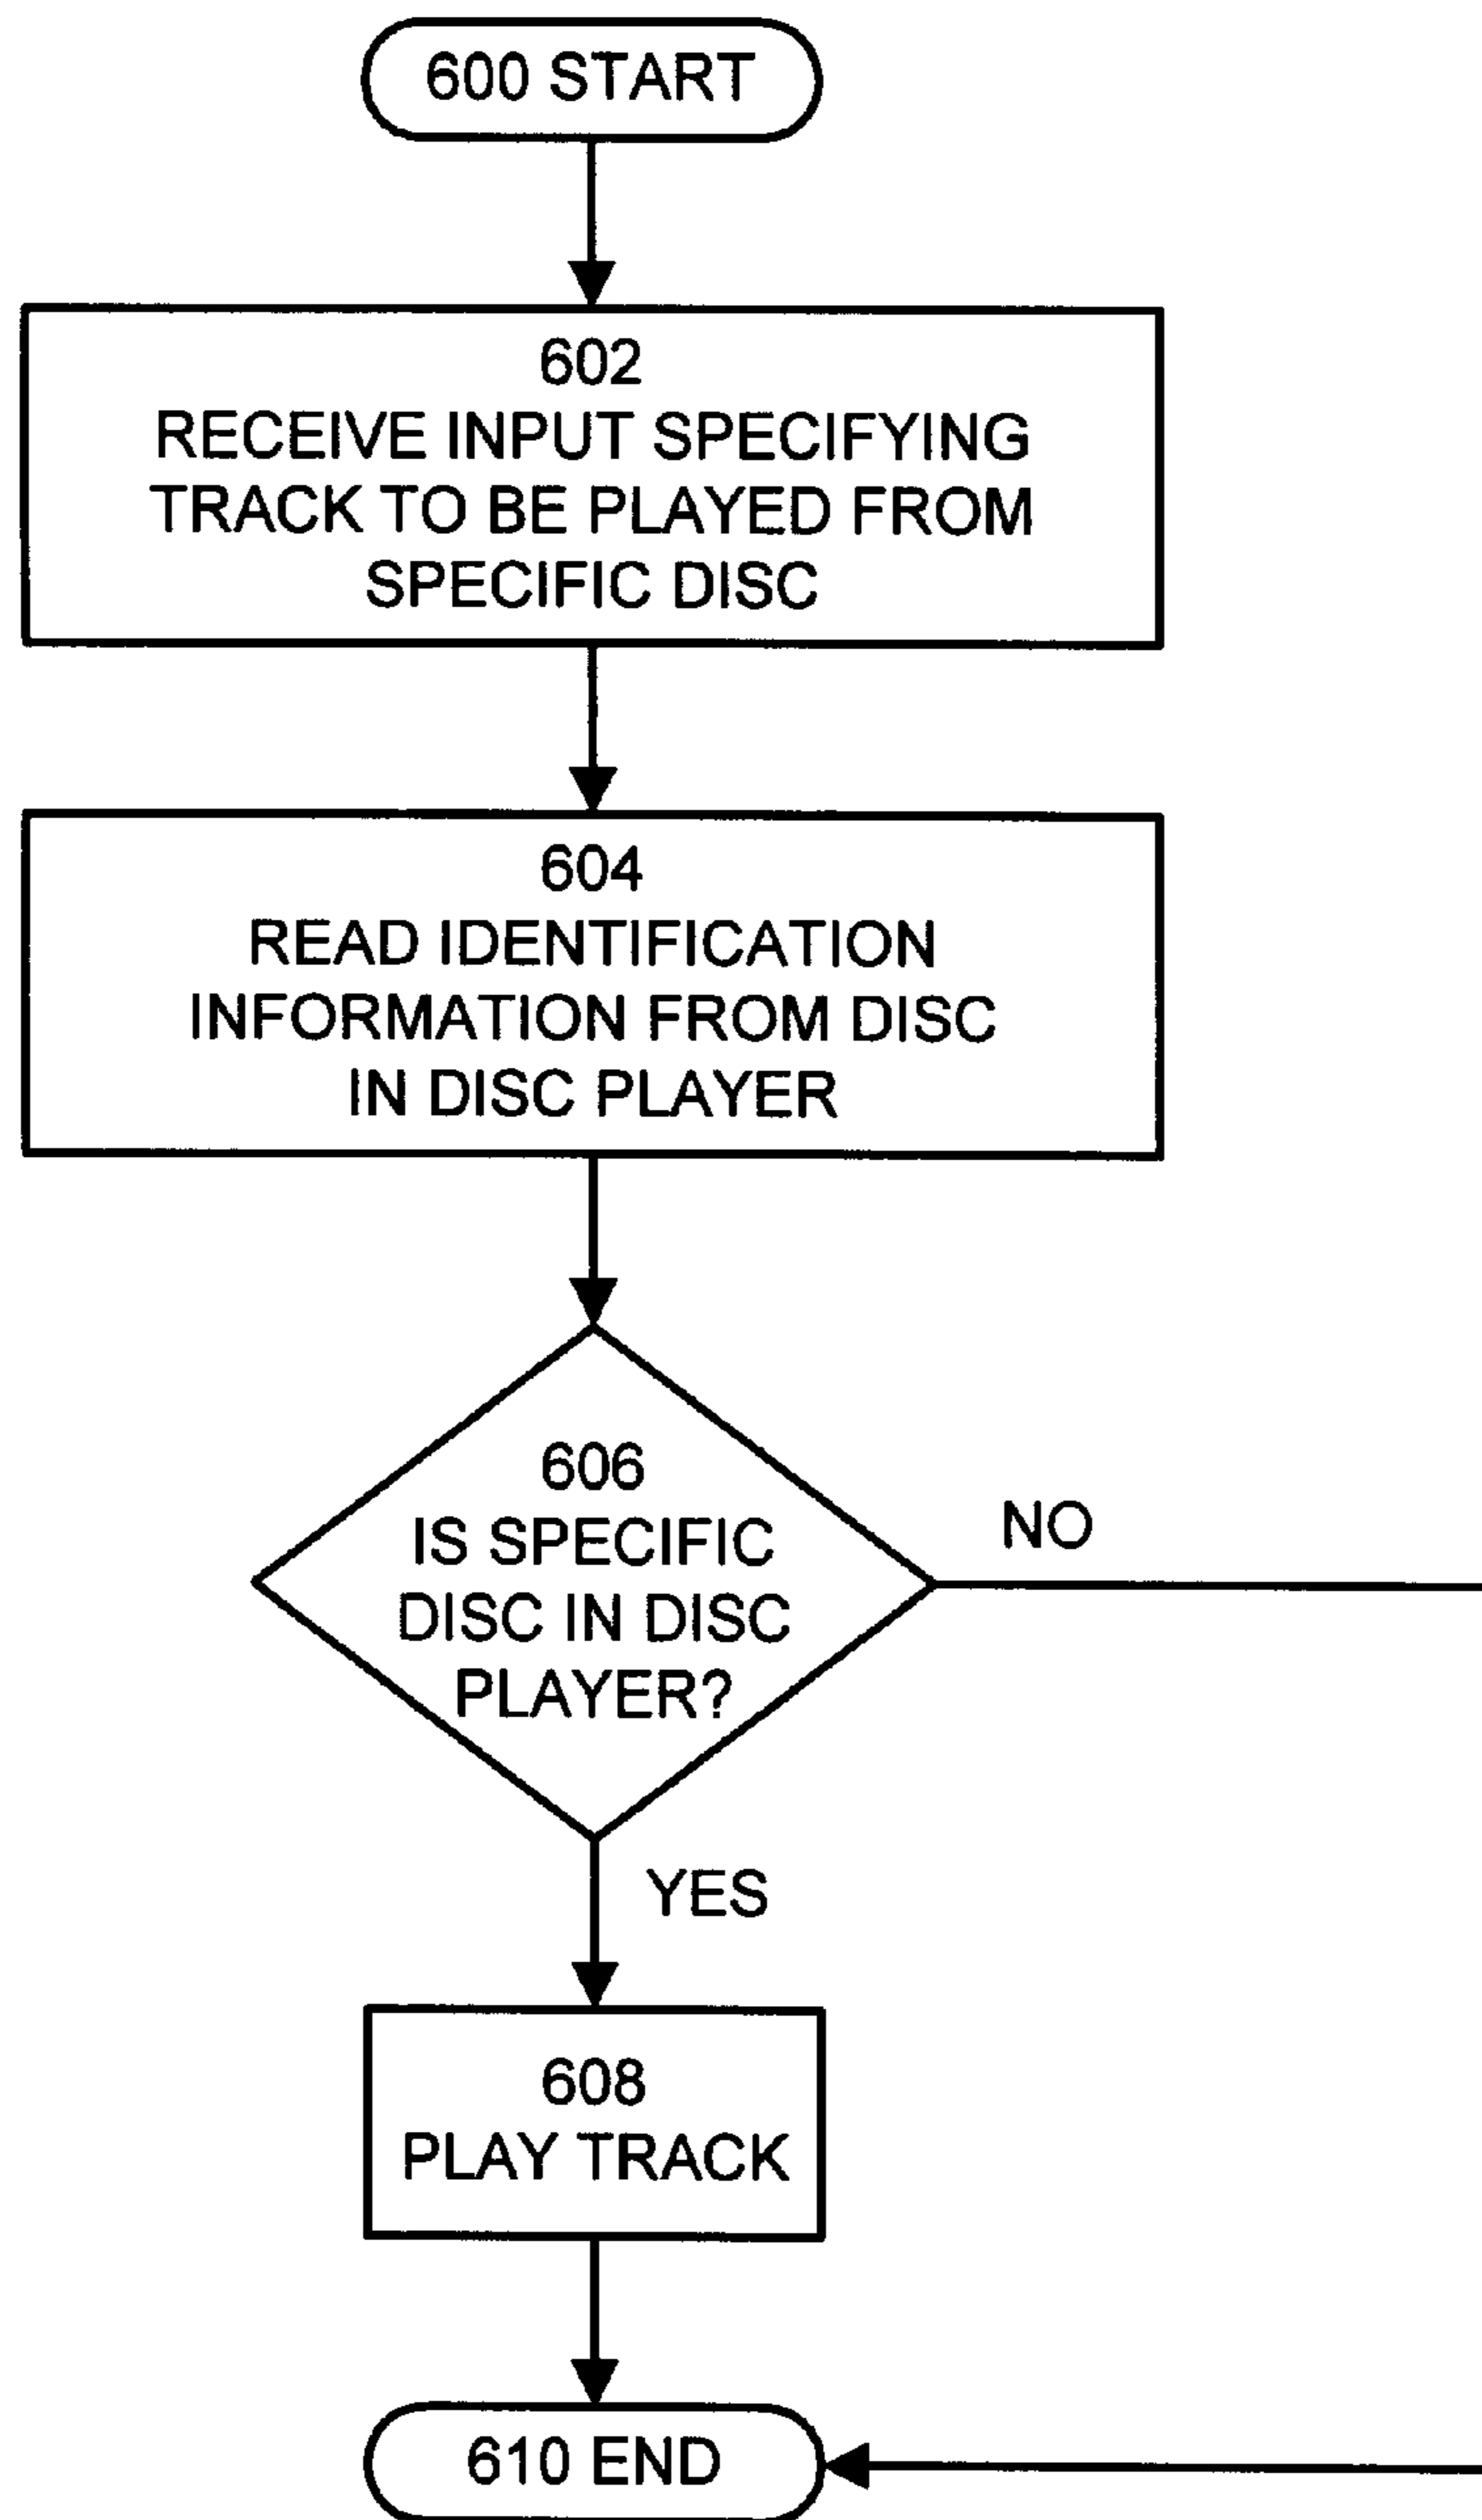 600 START
602
RECEIVE INPUT SPECIFYING
TRACK TO BE PLAYED FROM
SPECIFIC DISC
604
READ IDENTIFICATION
INFORMATION FROM DISC
IN DISC PLAYER
606
IS SPECIFIC
DISC IN DISC
PLAYER?
NO
YES
608
PLAY TRACK
610 END